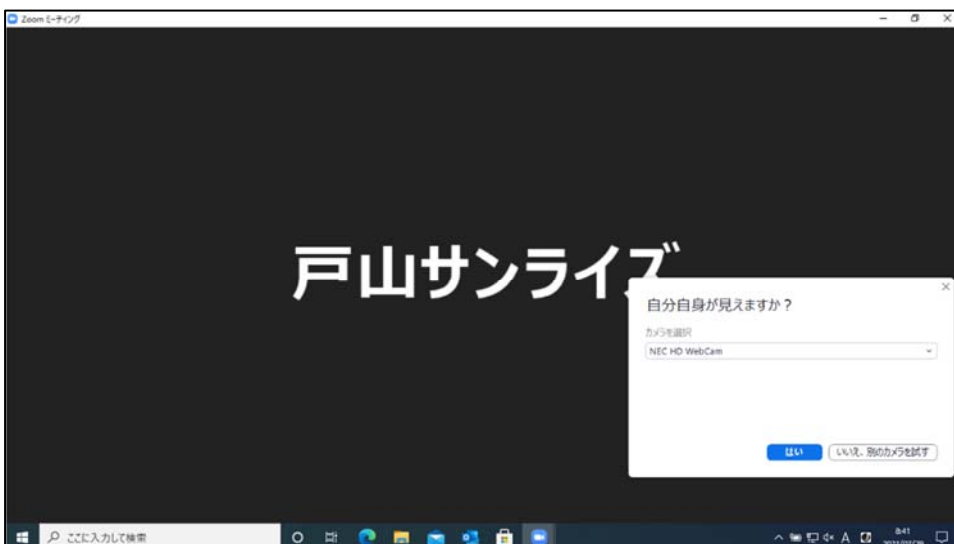 Zoom ミーティング
戸山サンライズ
自分自身が見えますか？
カメラを選択
NEC HD WebCam
はい
いいえ、別のカメラを試す
ここに入力して検索
A
8:41